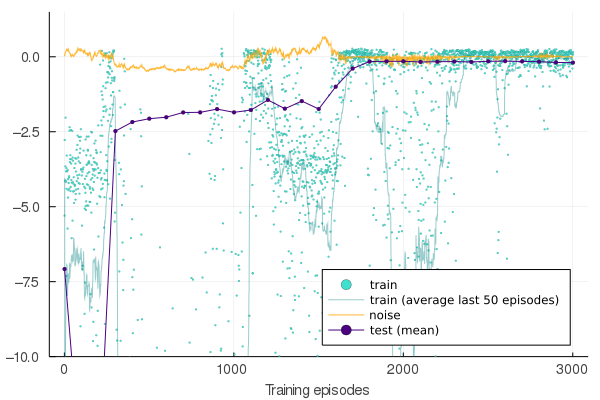 0.0
−2.5
−5.0
−7.5
−10.0
train
train (average last 50 episodes)
noise
test (mean)
0 1000 2000 3000
Training episodes